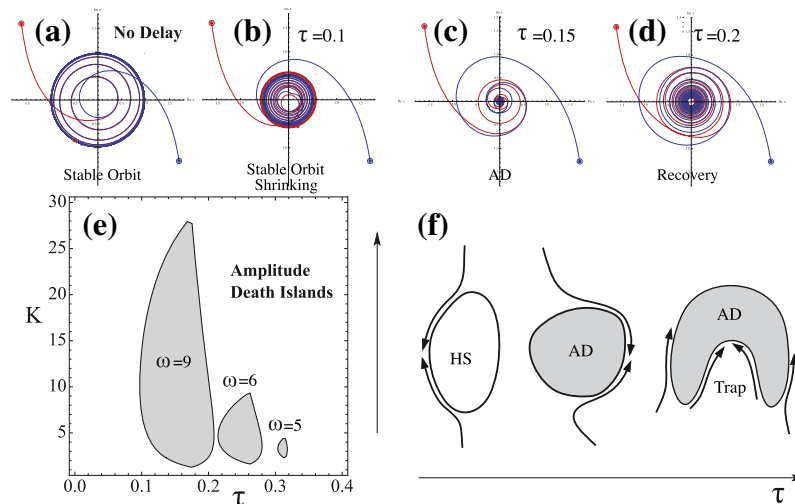 (a) No Delay
Stable Orbit
(b) τ=0.1
Stable Orbit
Shrinking
(c) τ=0.15
AD
(d) τ=0.2
Recovery
(e)
Amplitude
Death Islands
K
30
25
20
15
10
5
ω=9
ω=6
ω=5
0.0 0.1 0.2 0.3 0.4
τ
(f)
HS
AD
AD
Trap
τ